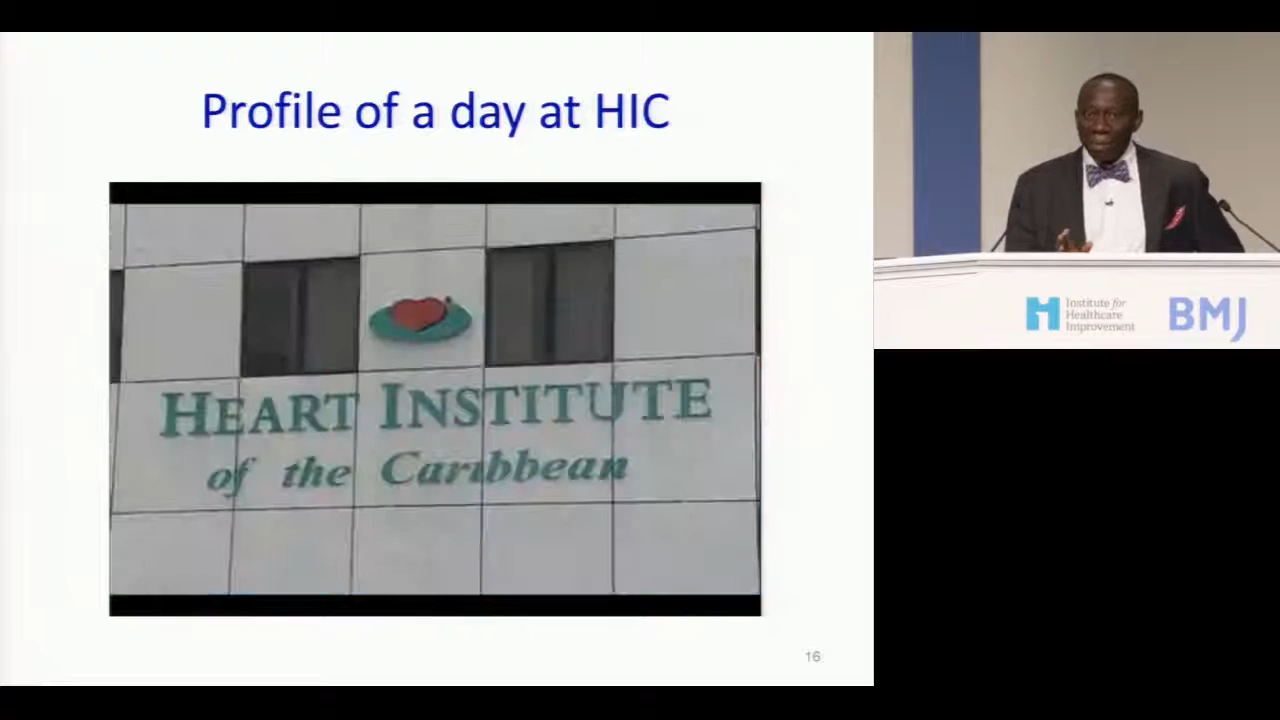 Profile of a day at HIC
HEART INSTITUTE
of the Caribbean
16
Institute for
Healthcare
Improvement
BMJ